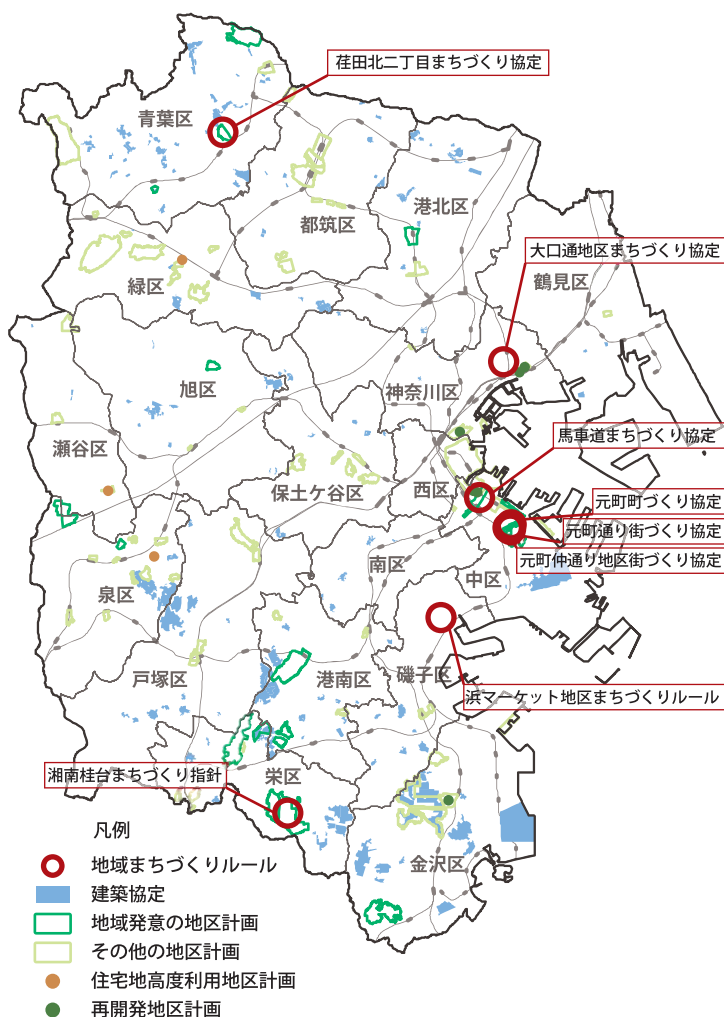 荏田北二丁目まちづくり協定
青葉区
都筑区
港北区
大口通地区まちづくり協定
鶴見区
緑区
旭区
神奈川区
馬車道まちづくり協定
瀬谷区
保土ケ谷区
西区
元町町づくり協定
元町通り街づくり協定
元町仲通り地区街づくり協定
南区
中区
泉区
戸塚区
港南区
磯子区
浜マーケット地区まちづくりルール
湘南桂台まちづくり指針
栄区
金沢区
凡例
地域まちづくりルール
建築協定
地域発意の地区計画
その他の地区計画
住宅地高度利用地区計画
再開発地区計画